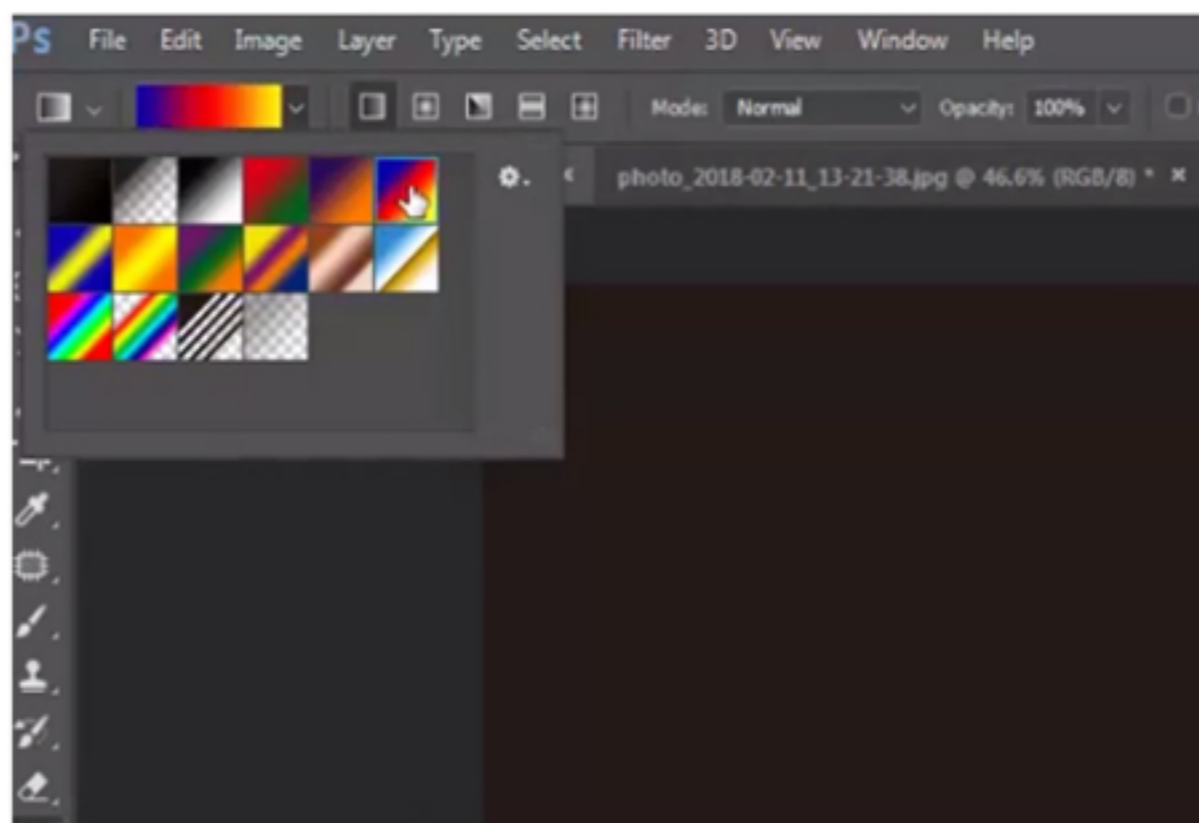 Ps File Edit Image Layer Type Select Filter 3D View Window Help
Mode: Normal Opacity: 100%
photo_2018-02-11_13-21-38.jpg @ 46.6% (RGB/8) * ×